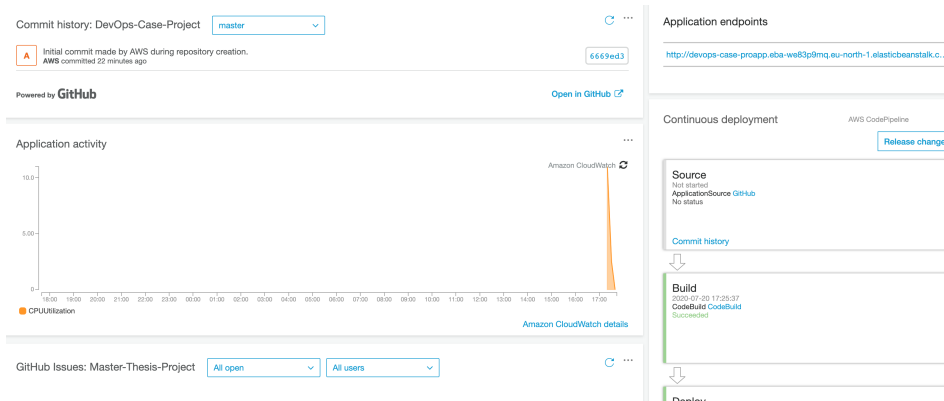 Commit history: DevOps-Case-Project master
A
Initial commit made by AWS during repository creation.
AWS committed 22 minutes ago
6669ed3
Powered by GitHub
Open in GitHub
Application activity
Amazon CloudWatch
10.0
5.00
0
18:00 19:00 20:00 21:00 22:00 23:00 00:00 01:00 02:00 03:00 04:00 05:00 06:00 07:00 08:00 09:00 10:00 11:00 12:00 13:00 14:00 15:00 16:00 17:00
CPUUtilization
Amazon CloudWatch details
GitHub Issues: Master-Thesis-Project All open All users
Application endpoints
http://devops-case-proapp.eba-we83p9mq.eu-north-1.elasticbeanstalk.c...
Continuous deployment AWS CodePipeline
Release change
Source
Not started
ApplicationSource GitHub
No status
Commit history
Build
2020-07-20 17:25:37
CodeBuild CodeBuild
Succeeded
Deploy